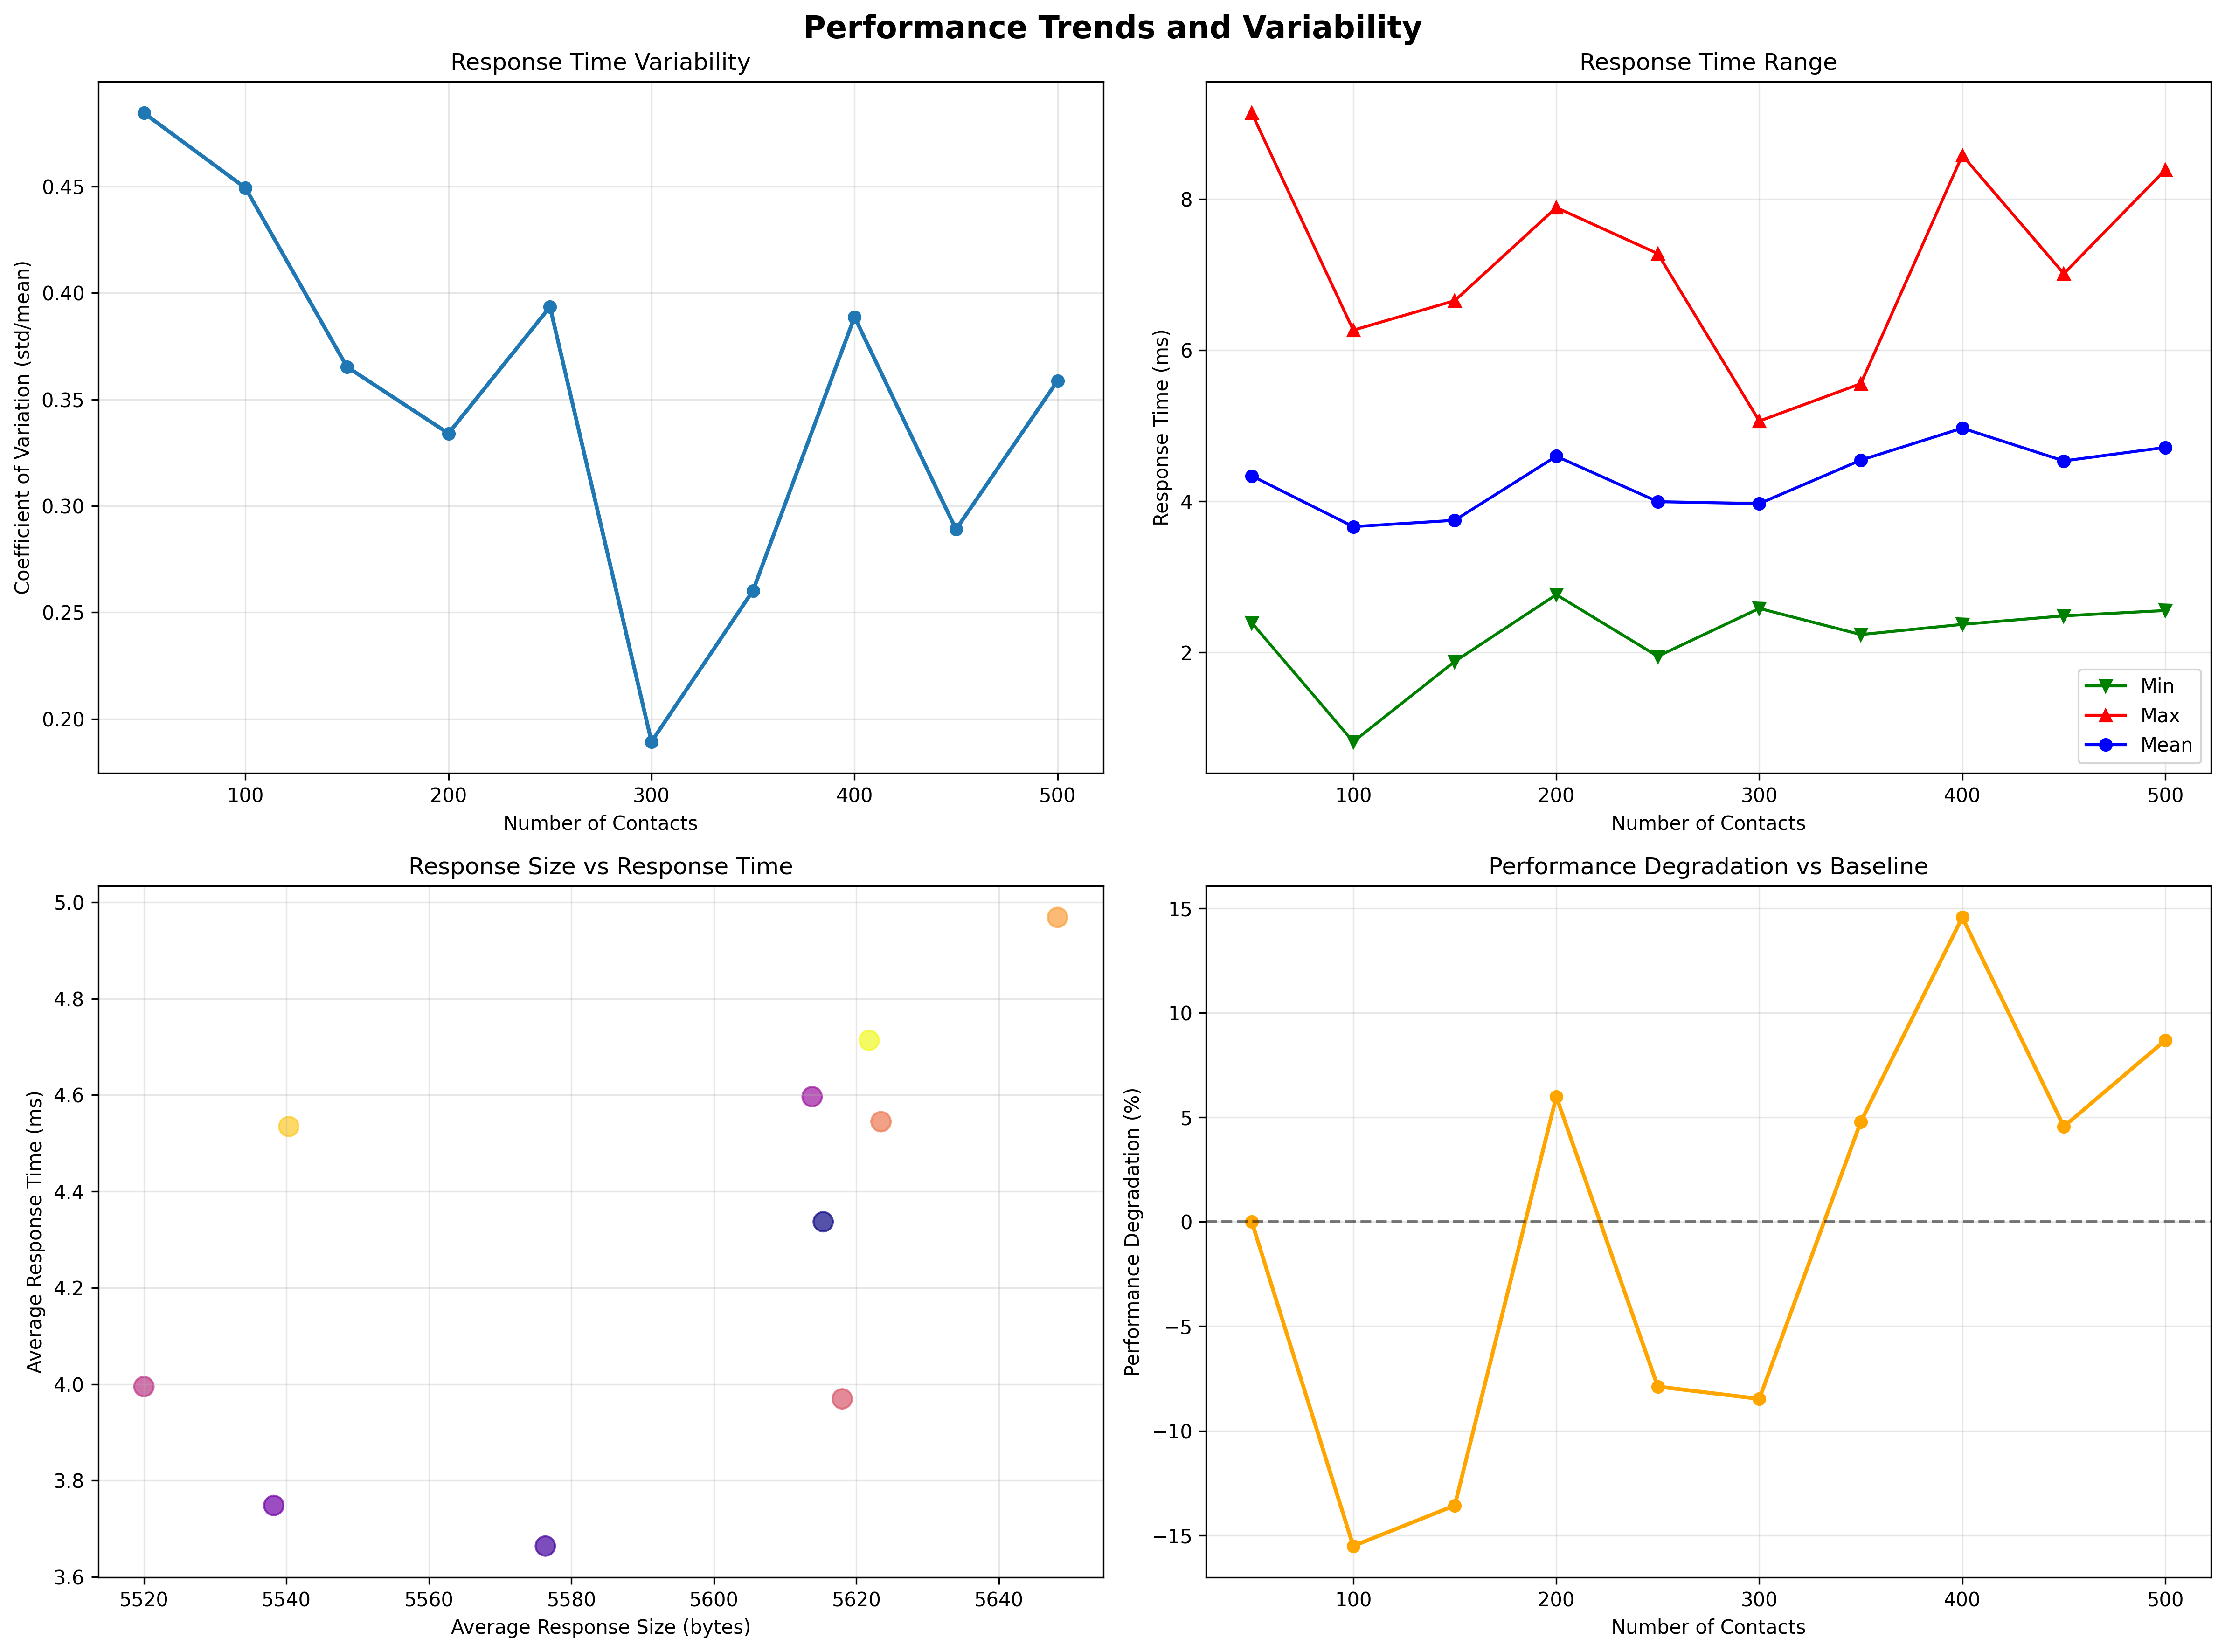 Performance Trends and Variability
Response Time Variability
Coefficient of Variation (std/mean)
0.45
0.40
0.35
0.30
0.25
0.20
100 200 300 400 500
Number of Contacts
Response Time Range
Response Time (ms)
8
6
4
2
Min
Max
Mean
100 200 300 400 500
Number of Contacts
Response Size vs Response Time
Average Response Time (ms)
5.0
4.8
4.6
4.4
4.2
4.0
3.8
3.6
5520 5540 5560 5580 5600 5620 5640
Average Response Size (bytes)
Performance Degradation vs Baseline
Performance Degradation (%)
15
10
5
0
−5
−10
−15
100 200 300 400 500
Number of Contacts